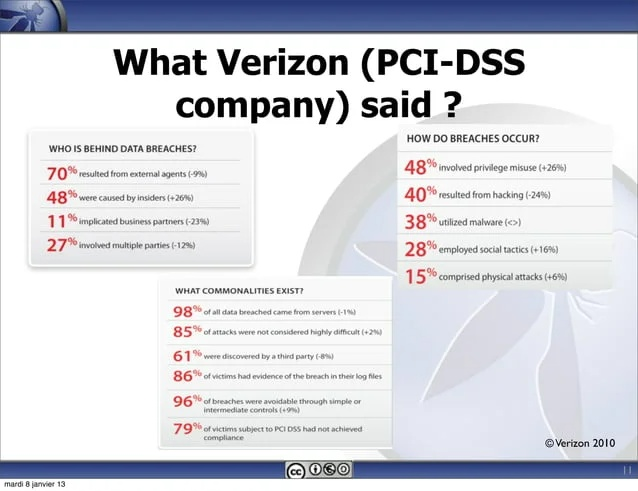 What Verizon (PCI-DSS
company) said ?
WHO IS BEHIND DATA BREACHES?
70% resulted from external agents (-9%)
48% were caused by insiders (+26%)
11% implicated business partners (-23%)
27% involved multiple parties (-12%)
HOW DO BREACHES OCCUR?
48% involved privilege misuse (+26%)
40% resulted from hacking (-24%)
38% utilized malware (<>)
28% employed social tactics (+16%)
15% comprised physical attacks (+6%)
WHAT COMMONALITIES EXIST?
98% of all data breached came from servers (-1%)
85% of attacks were not considered highly difficult (+2%)
61% were discovered by a third party (-8%)
86% of victims had evidence of the breach in their log files
96% of breaches were avoidable through simple or
intermediate controls (+9%)
79% of victims subject to PCI DSS had not achieved
compliance
©Verizon 2010
11
cc
mardi 8 janvier 13